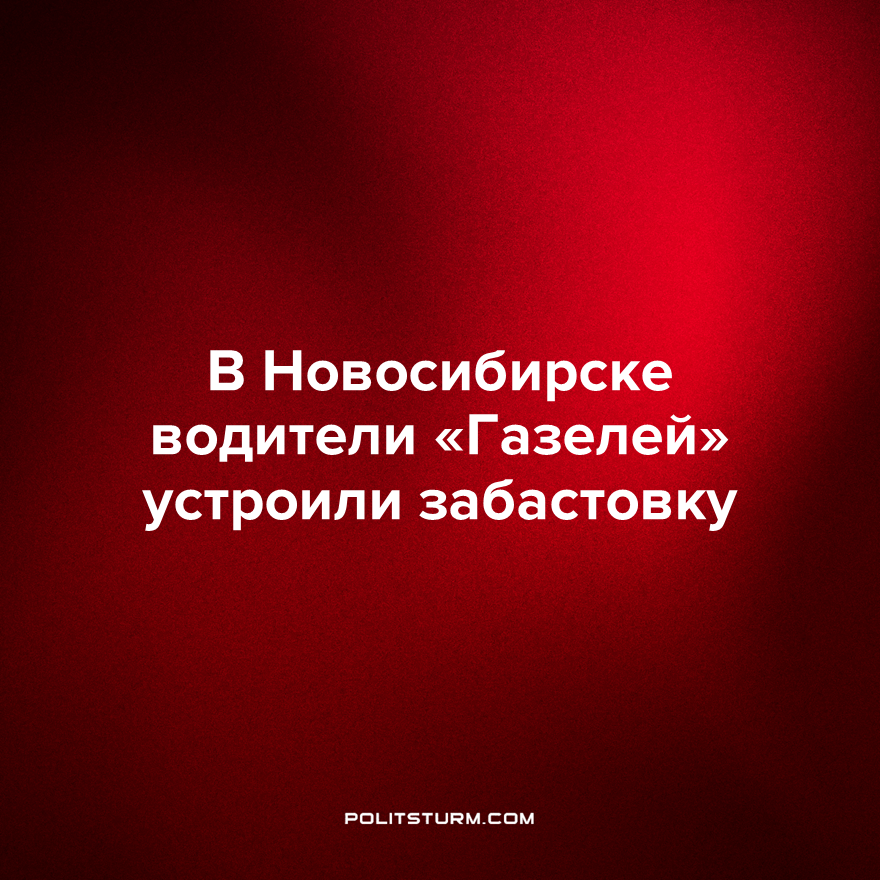 В Новосибирске
водители «Газелей»
устроили забастовку
POLITSTURM.COM